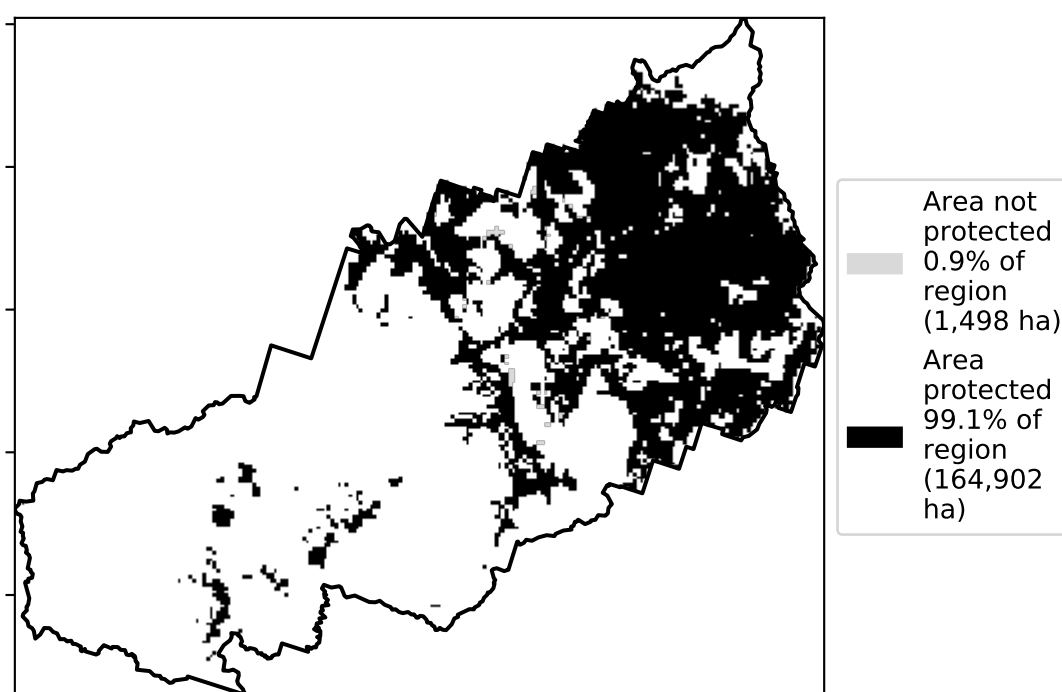 Area not
protected
0.9% of
region
(1,498 ha)
Area
protected
99.1% of
region
(164,902
ha)